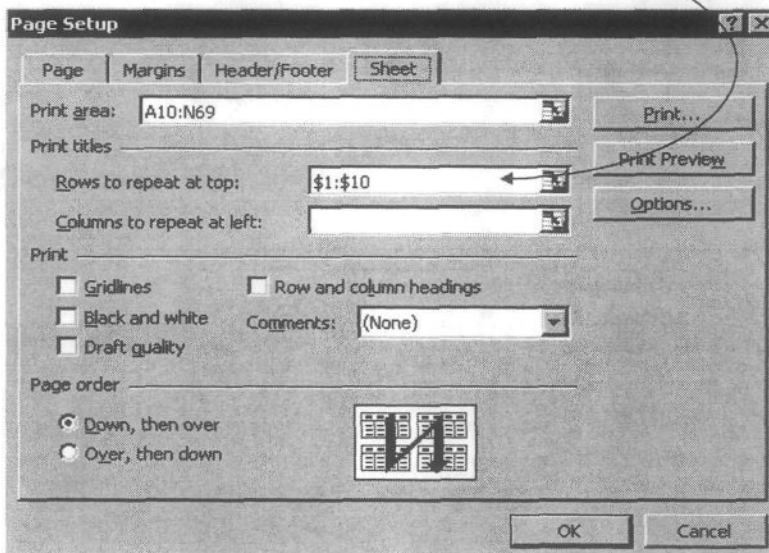 Page Setup
Page Margins Header/Footer Sheet
Print area: A10:N69 Print...
Print titles Print Preview
Rows to repeat at top: $1:$10
Columns to repeat at left: Options...
Print
Gridlines Row and column headings
Black and white Comments: (None)
Draft quality
Page order
Down, then over
Over, then down
OK Cancel